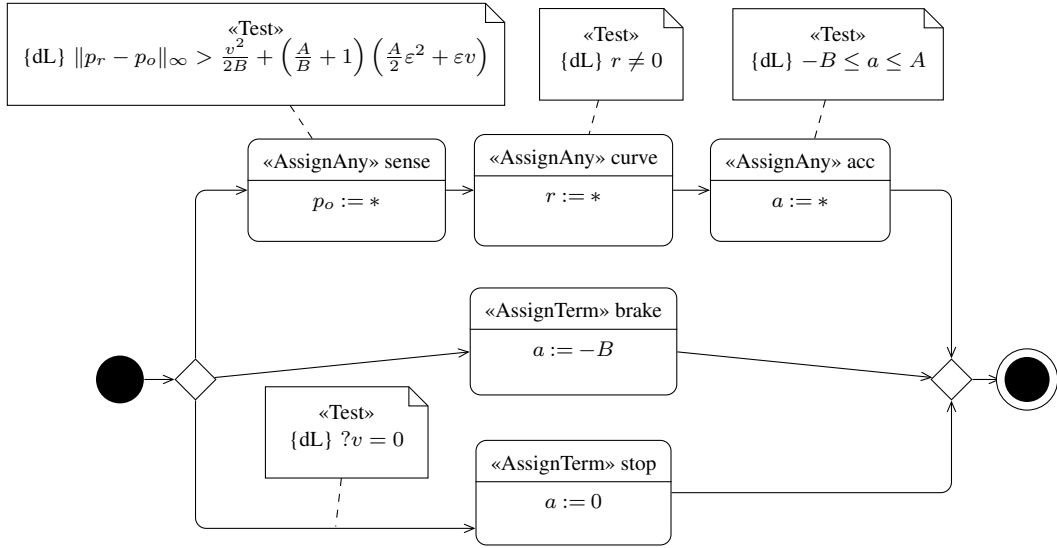 «Test»
{dL} ‖p_r − p_o‖_∞ > v²/2B + (A/B + 1) (A/2 ε² + εv)
«Test»
{dL} r ≠ 0
«Test»
{dL} −B ≤ a ≤ A
«AssignAny» sense
p_o := ∗
«AssignAny» curve
r := ∗
«AssignAny» acc
a := ∗
«AssignTerm» brake
a := −B
«Test»
{dL} ?v = 0
«AssignTerm» stop
a := 0